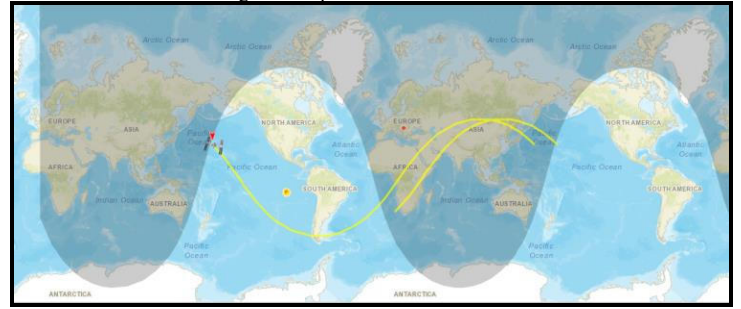 Arctic Ocean
Arctic Ocean
Arctic Ocean
Arctic Ocean
EUROPE
ASIA
NORTH AMERICA
EUROPE
ASIA
NORTH AMERICA
Atlantic
Ocean
Atlantic
Ocean
AFRICA
Pacific Ocean
AFRICA
Pacific Ocean
SOUTH AMERICA
SOUTH AMERICA
Indian Ocean
AUSTRALIA
Indian Ocean
AUSTRALIA
Pacific
Ocean
Pacific
Ocean
ANTARCTICA
ANTARCTICA